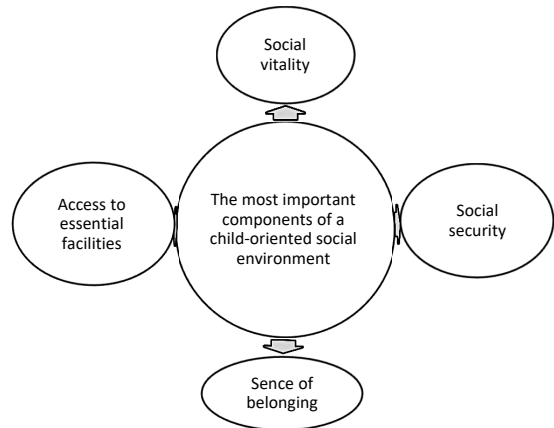 Social
vitality
Access to
essential
facilities
The most important
components of a
child-oriented social
environment
Social
security
Sence of
belonging